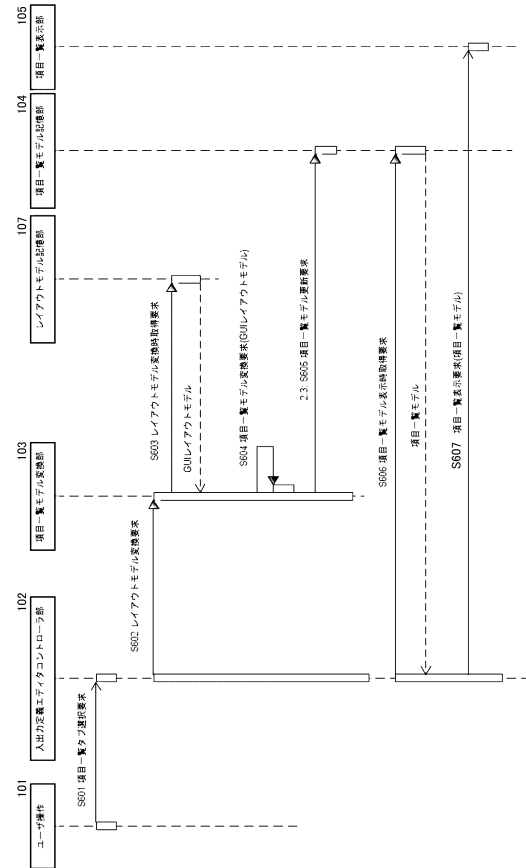 101
ユーザ操作
102
入出力定義エディタコントローラ部
103
項目一覧モデル変換部
107
レイアウトモデル記憶部
104
項目一覧モデル記憶部
105
項目一覧表示部
S601 項目一覧タブ選択要求
S602 レイアウトモデル変換要求
S603 レイアウトモデル変換時取得要求
GUIレイアウトモデル
S604 項目一覧モデル変換要求(GUIレイアウトモデル)
2.3: S605 項目一覧モデル更新要求
S606 項目一覧モデル表示時取得要求
項目一覧モデル
S607 項目一覧表示要求(項目一覧モデル)